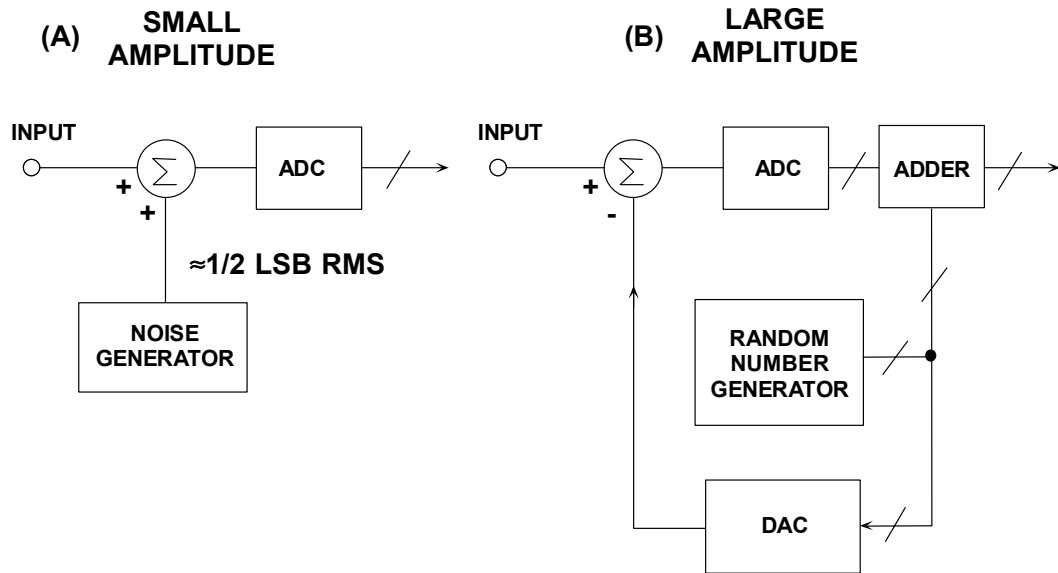 (A) SMALL
AMPLITUDE
INPUT
+
+
Σ
ADC
≈1/2 LSB RMS
NOISE
GENERATOR
(B) LARGE
AMPLITUDE
INPUT
+
-
Σ
ADC
ADDER
RANDOM
NUMBER
GENERATOR
DAC